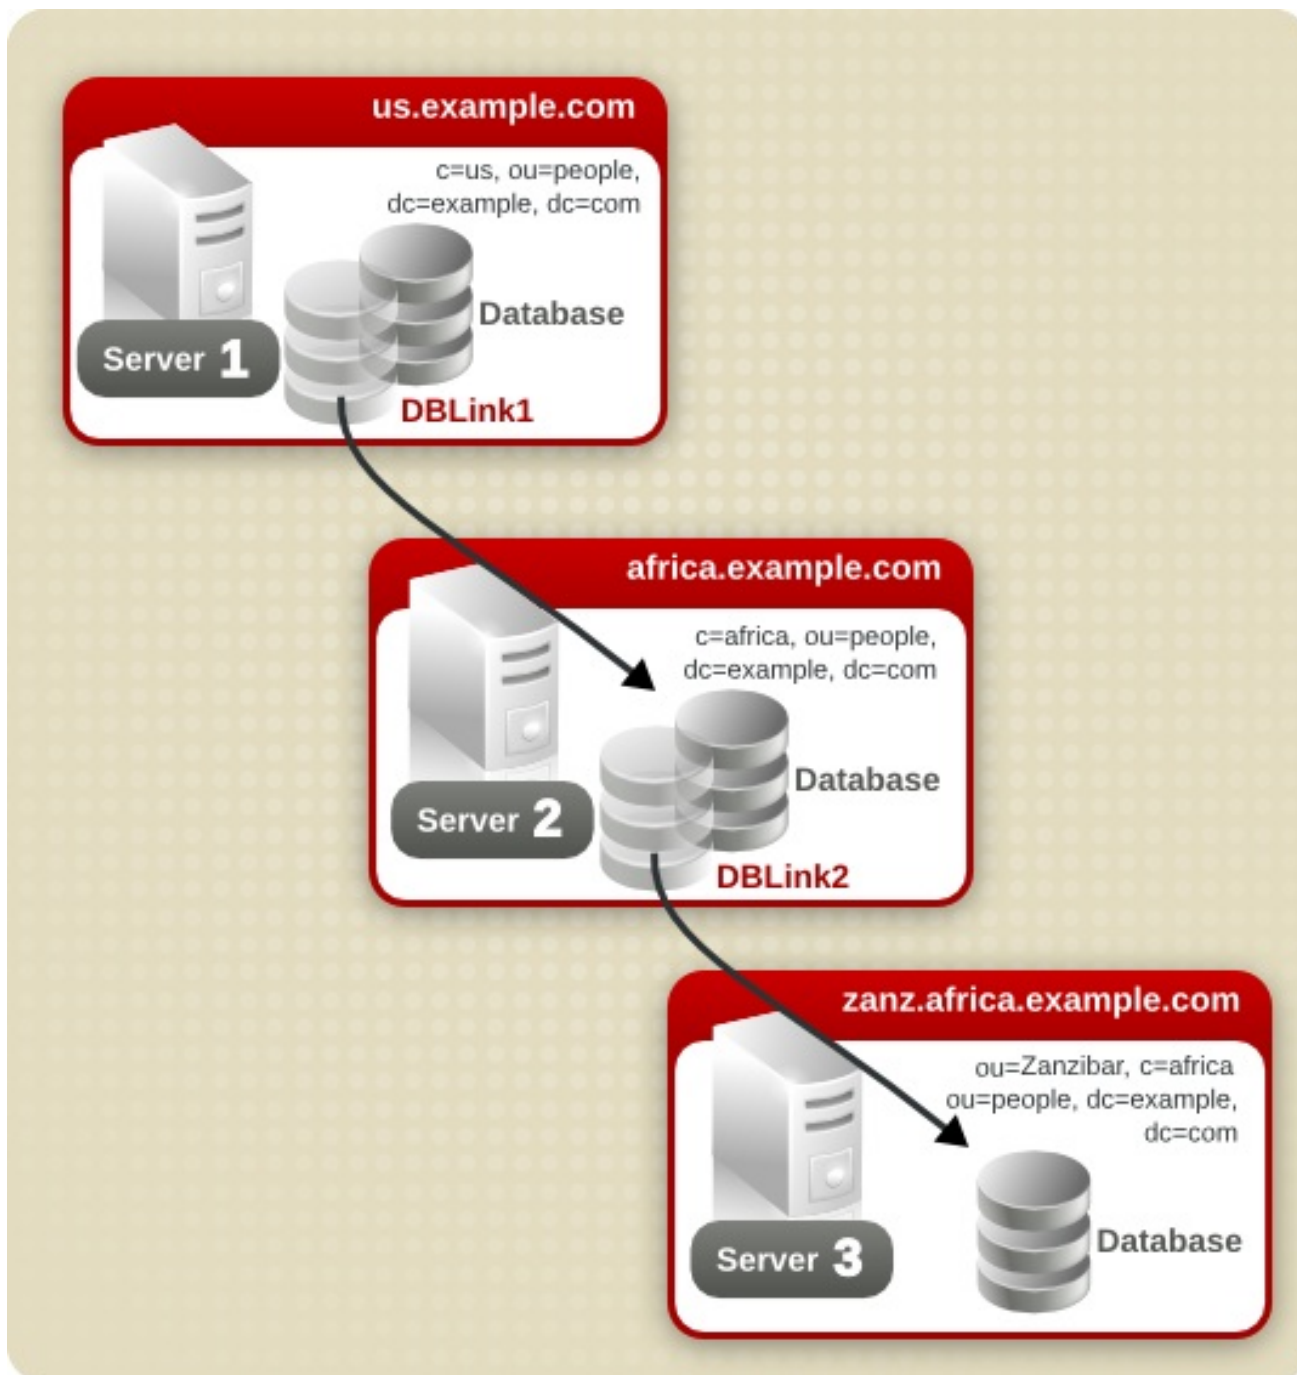 us.example.com
c=us, ou=people,
dc=example, dc=com
Database
Server 1
DBLink1
africa.example.com
c=africa, ou=people,
dc=example, dc=com
Database
Server 2
DBLink2
zanz.africa.example.com
ou=Zanzibar, c=africa
ou=people, dc=example,
dc=com
Database
Server 3